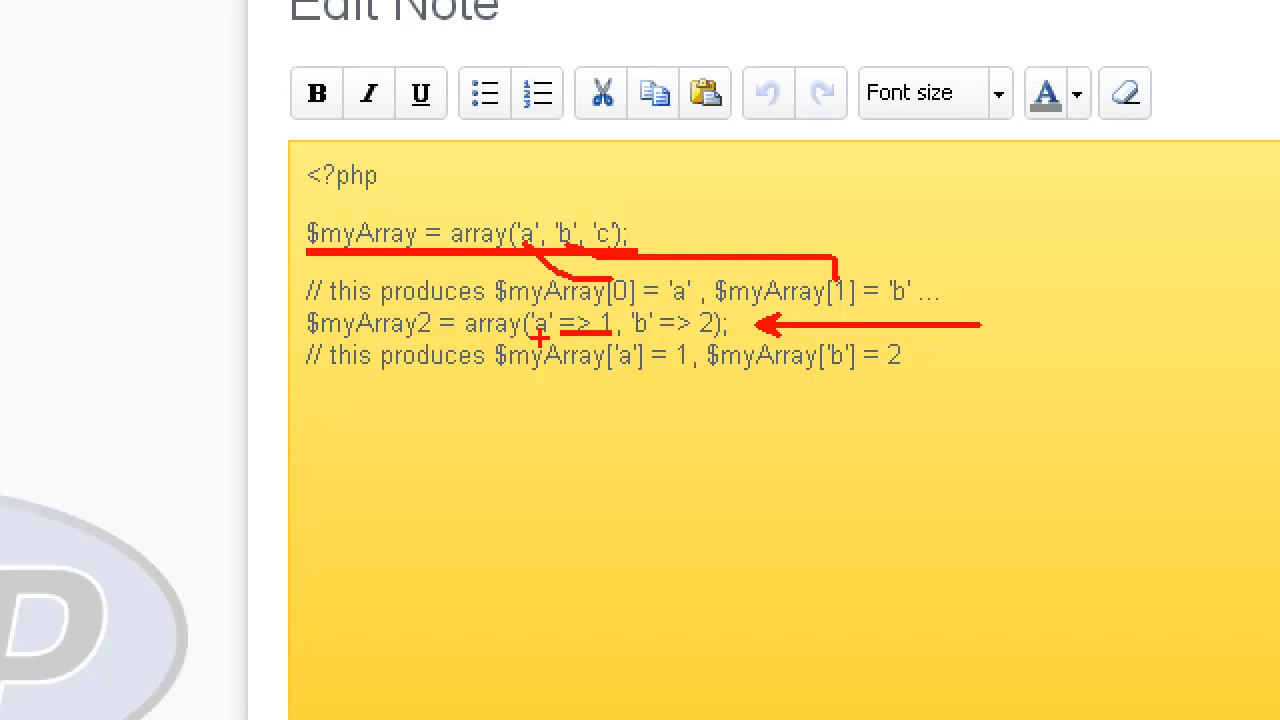 Edit Note
B I U Font size A
<?php
$myArray = array('a', 'b', 'c');
// this produces $myArray[0] = 'a' , $myArray[1] = 'b' ...
$myArray2 = array('a' => 1, 'b' => 2);
// this produces $myArray['a'] = 1, $myArray['b'] = 2
P